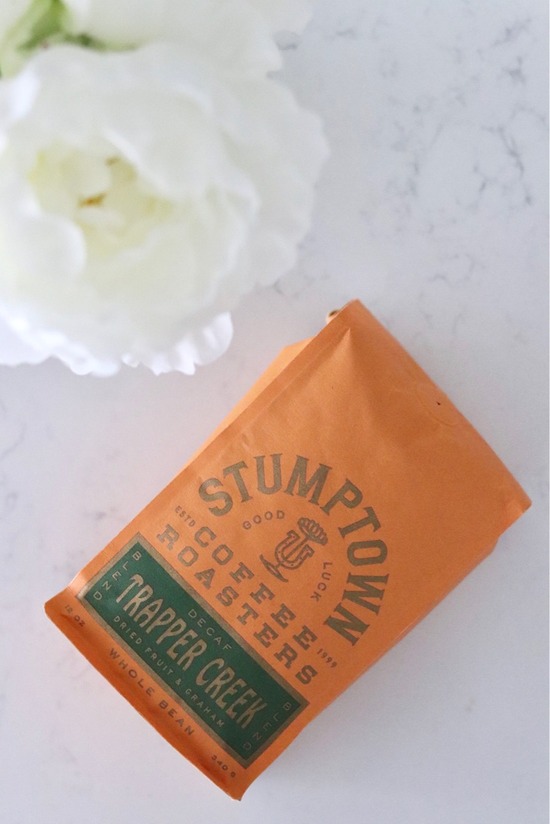 STUMPTOWN
GOOD LUCK
ESTD COFFEE 1999
ROASTERS
DECAF
BLEND TRAPPER CREEK BLEND
DRIED FRUIT & GRAHAM
12 OZ WHOLE BEAN 340 G